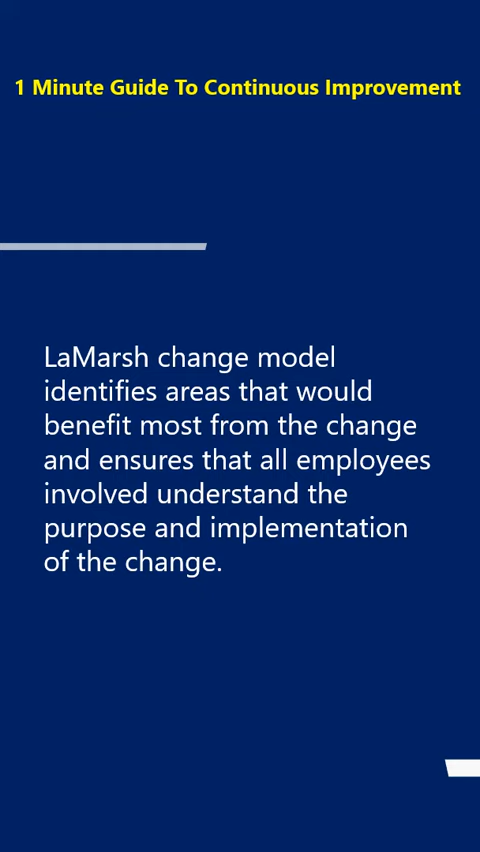 1 Minute Guide To Continuous Improvement
LaMarsh change model
identifies areas that would
benefit most from the change
and ensures that all employees
involved understand the
purpose and implementation
of the change.